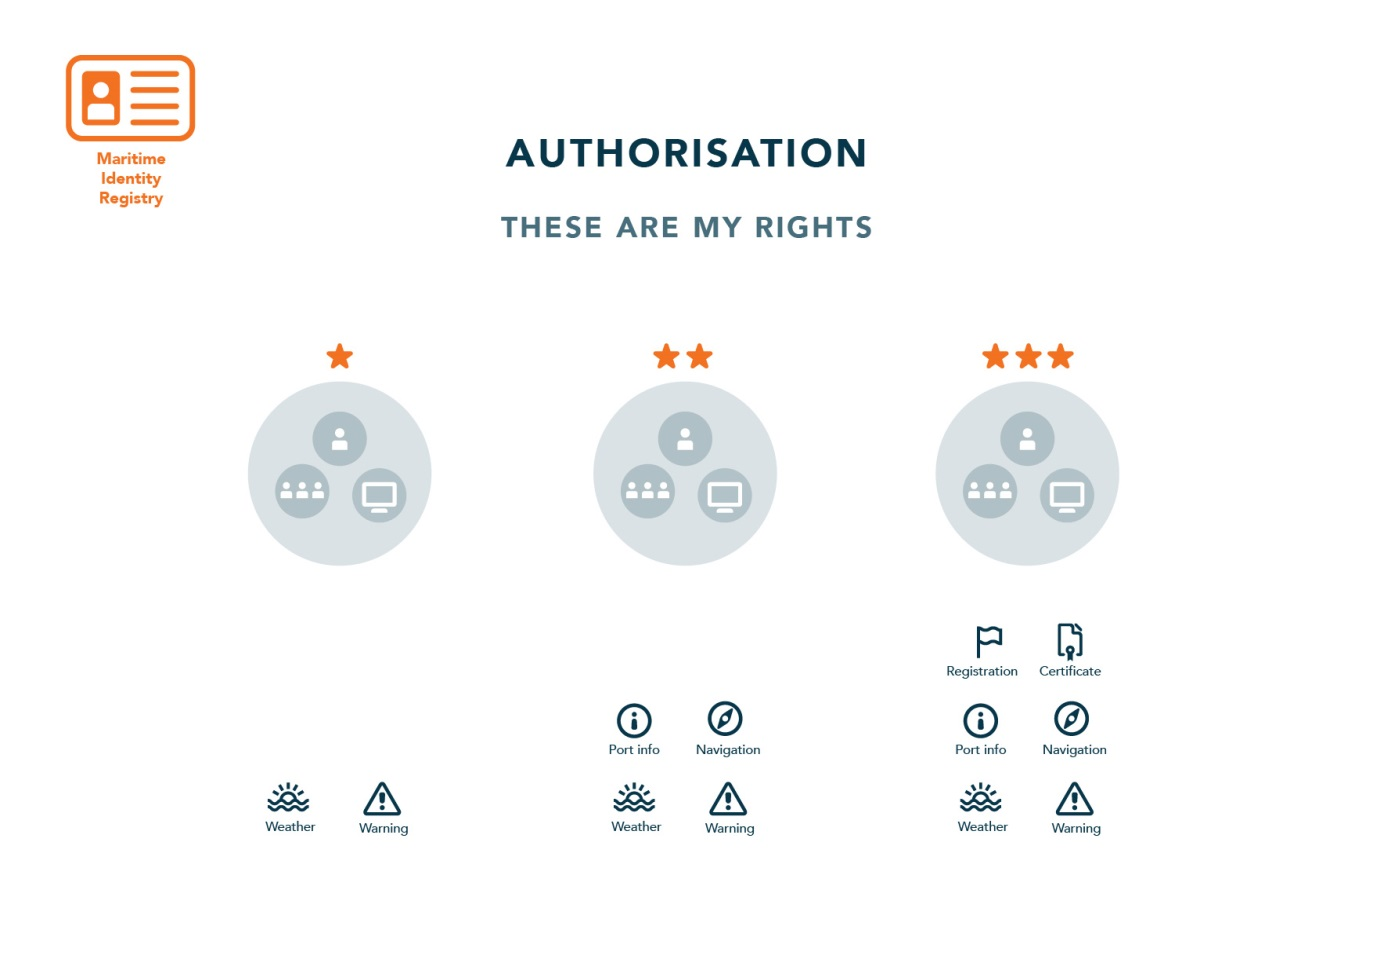 Maritime
Identity
Registry
AUTHORISATION
THESE ARE MY RIGHTS
Registration Certificate
Port info Navigation Port info Navigation
Weather Warning Weather Warning Weather Warning